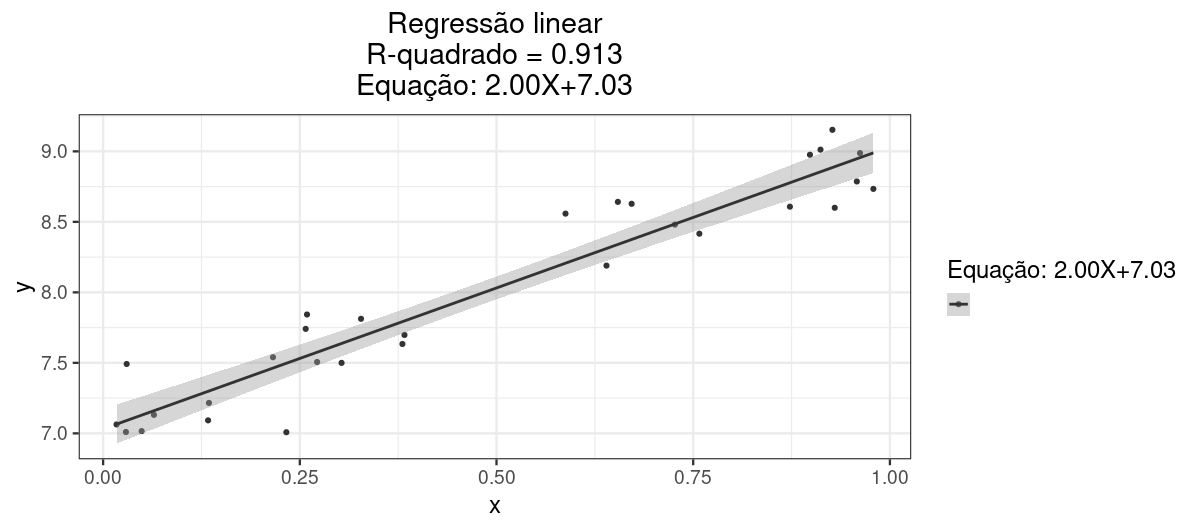 Regressão linear
R-quadrado = 0.913
Equação: 2.00X+7.03
9.0
8.5
8.0
7.5
7.0
y
0.00 0.25 0.50 0.75 1.00
x
Equação: 2.00X+7.03